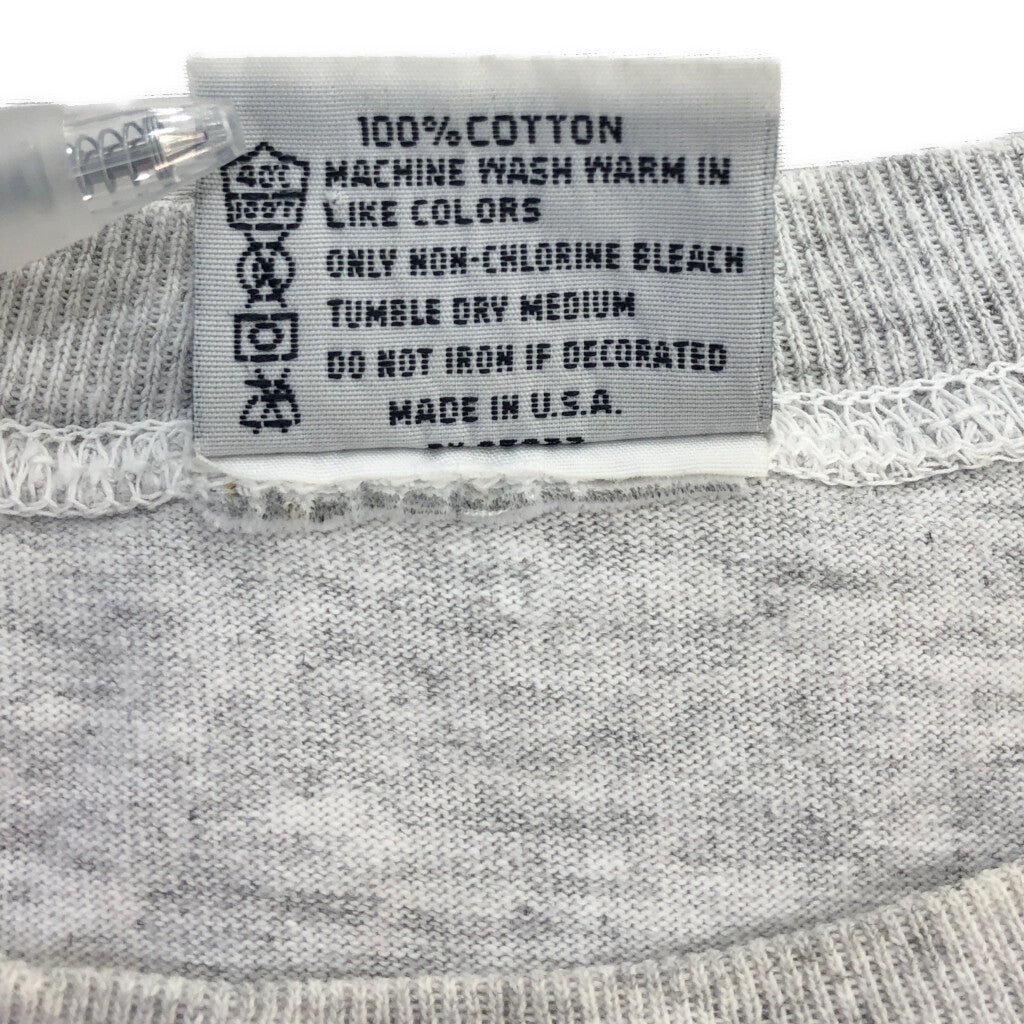 100% COTTON
MACHINE WASH WARM IN
LIKE COLORS
ONLY NON-CHLORINE BLEACH
TUMBLE DRY MEDIUM
DO NOT IRON IF DECORATED
MADE IN U.S.A.